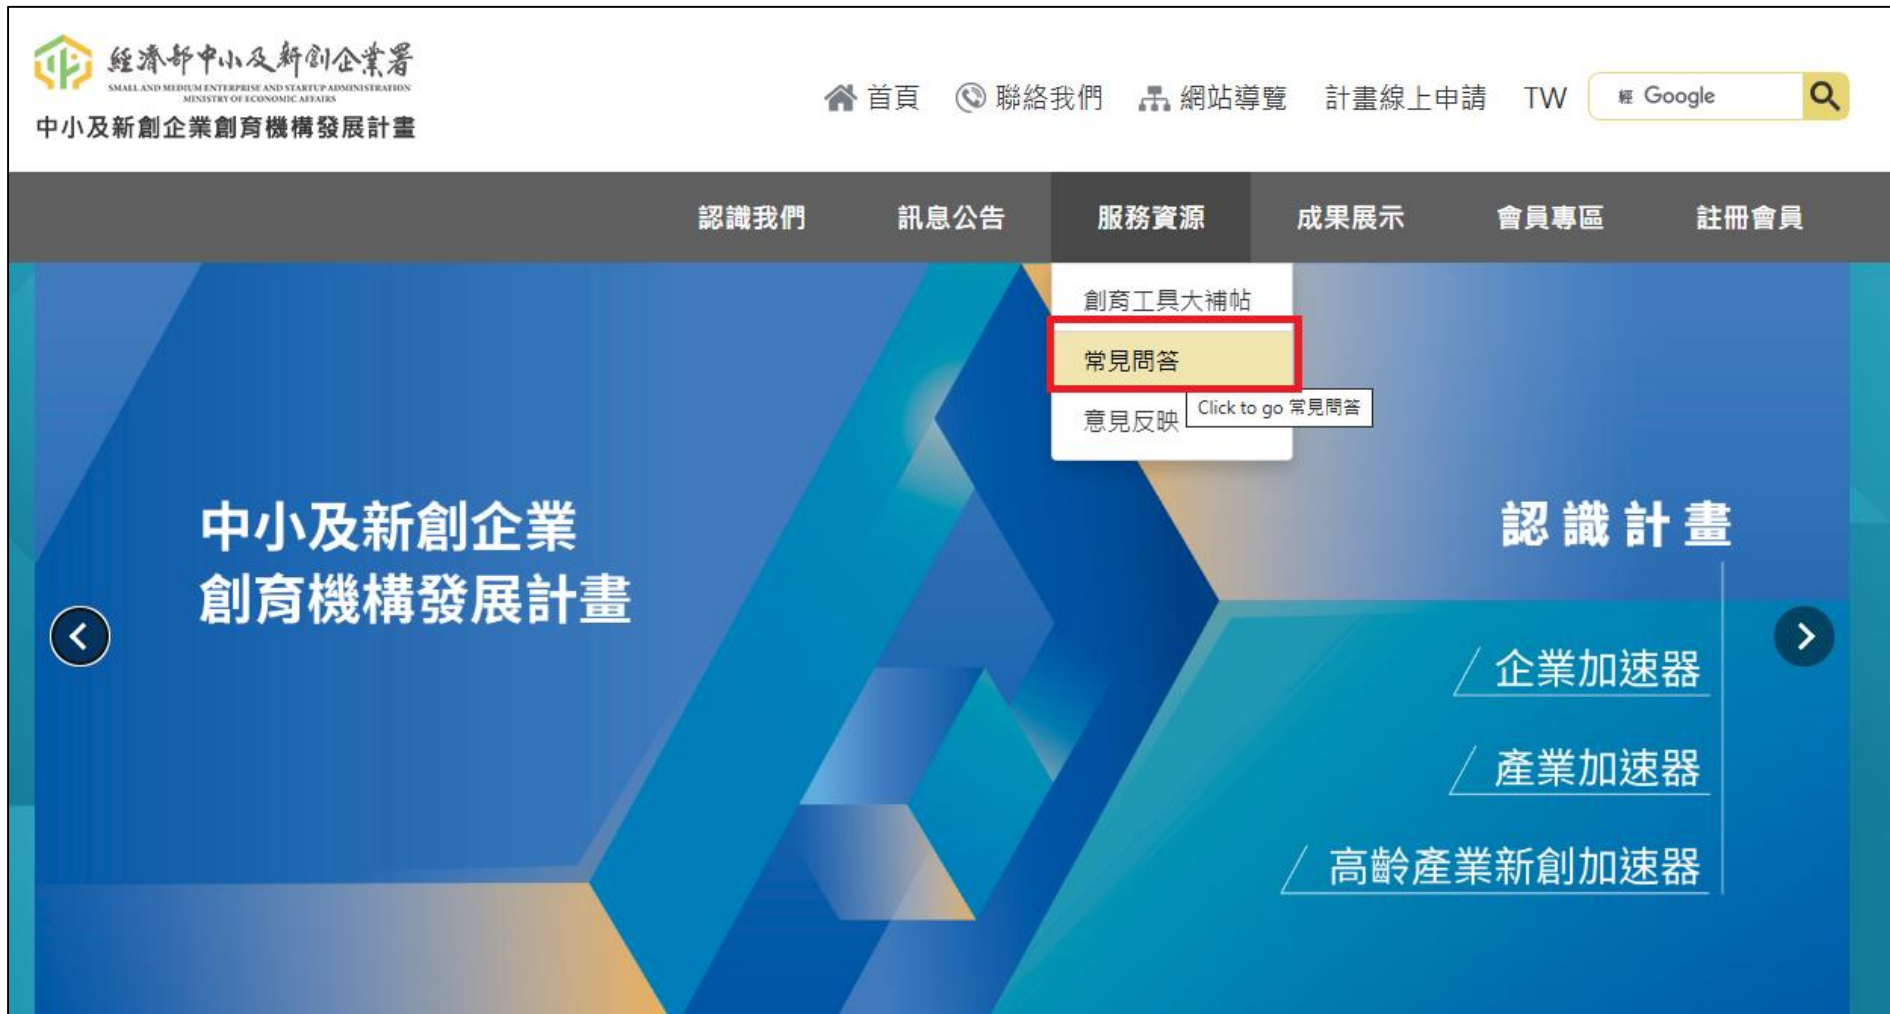 經濟部中小及新創企業署
SMALL AND MEDIUM ENTERPRISE AND STARTUP ADMINISTRATION
MINISTRY OF ECONOMIC AFFAIRS
中小及新創企業創育機構發展計畫
首頁 聯絡我們 網站導覽 計畫線上申請 TW 經 Google
認識我們 訊息公告 服務資源 成果展示 會員專區 註冊會員
創育工具大補帖
常見問答
Click to go 常見問答
意見反映
中小及新創企業
創育機構發展計畫
認識計畫
企業加速器
產業加速器
高齡產業新創加速器